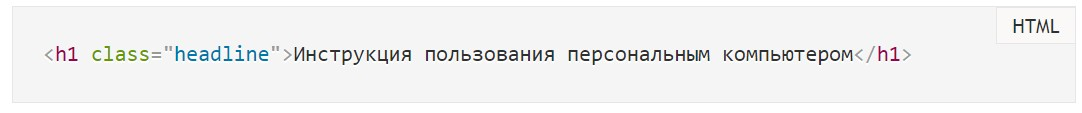 HTML
<h1 class="headline">Инструкция пользования персональным компьютером</h1>